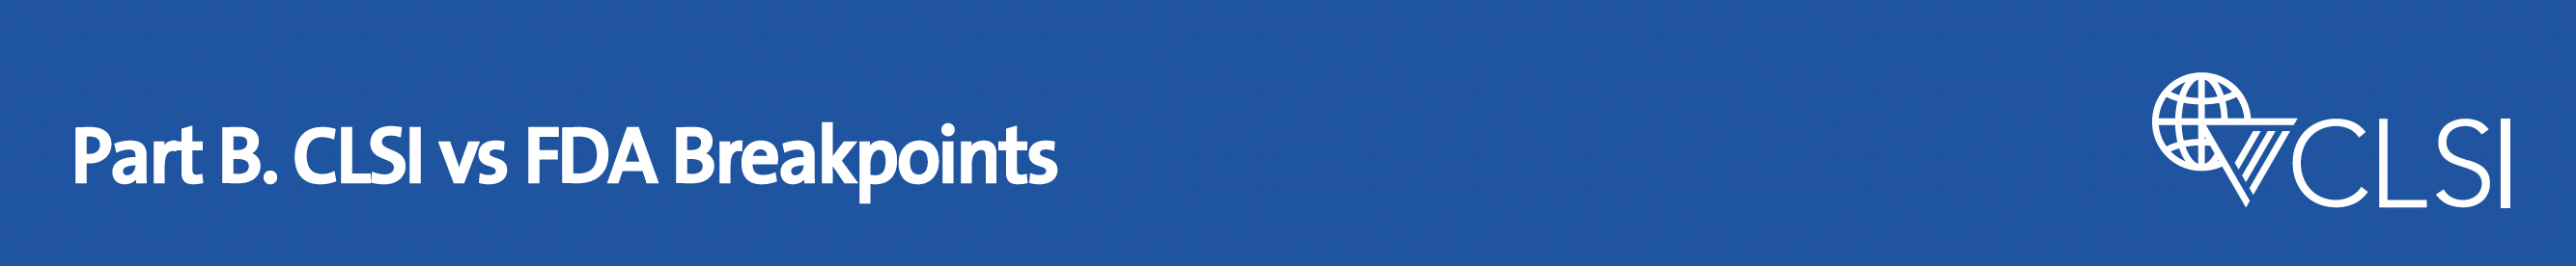 Part B. CLSI vs FDA Breakpoints
CLSI